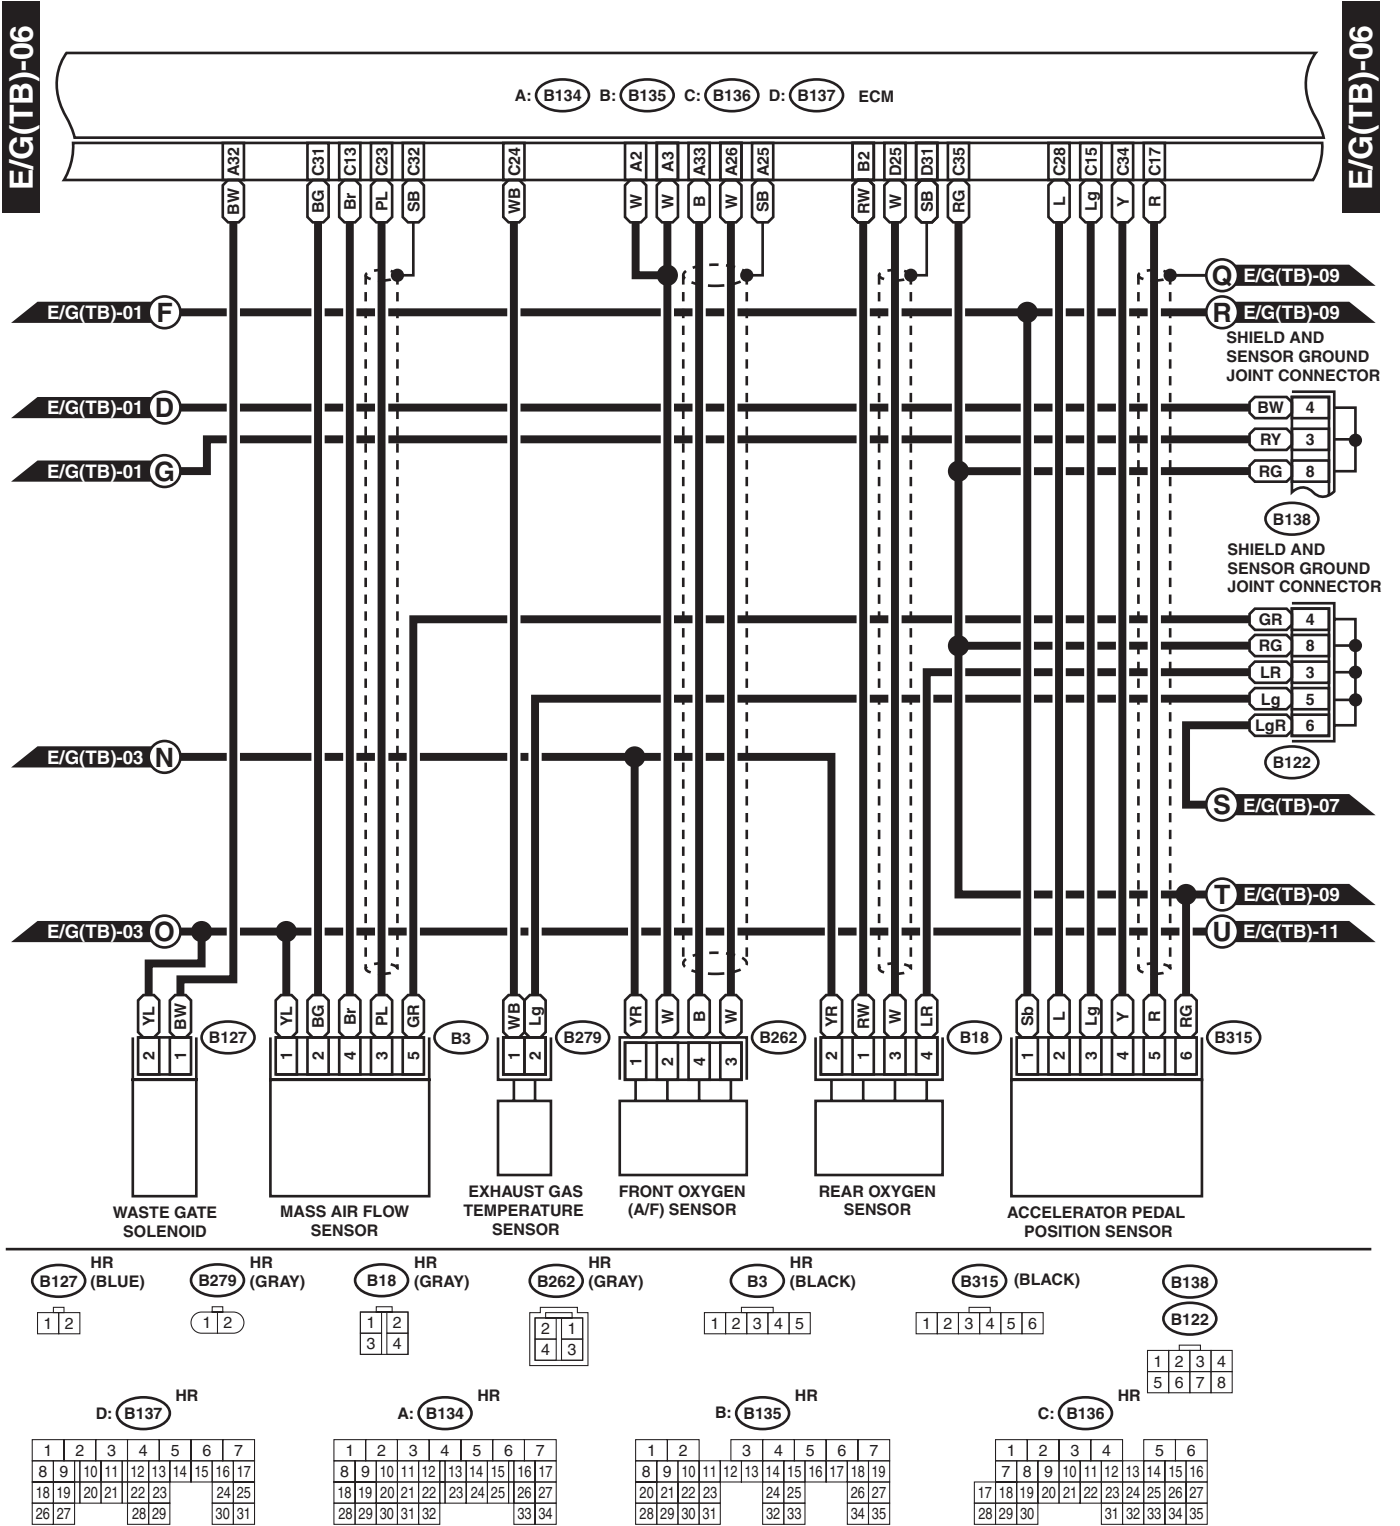 E/G(TB)-06
E/G(TB)-06
A: B134 B: B135 C: B136 D: B137 ECM
A32 C31 C13 C23 C32 C24 A2 A3 A33 A26 A25 B2 D25 D31 C35 C28 C15 C34 C17
BW BG Br PL SB WB W W B W SB RW W SB RG L Lg Y R
Q E/G(TB)-09
E/G(TB)-01 F
R E/G(TB)-09
SHIELD AND
SENSOR GROUND
JOINT CONNECTOR
E/G(TB)-01 D
BW 4
RY 3
E/G(TB)-01 G
RG 8
B138
SHIELD AND
SENSOR GROUND
JOINT CONNECTOR
GR 4
RG 8
LR 3
Lg 5
LgR 6
E/G(TB)-03 N
B122
S E/G(TB)-07
T E/G(TB)-09
E/G(TB)-03 O
U E/G(TB)-11
YL BW YL BG Br PL GR WB Lg YR W B W YR RW W LR Sb L Lg Y R RG
B127 B3 B279 B262 B18 B315
2 1 1 2 4 3 5 1 2 1 2 4 3 2 1 3 4 1 2 3 4 5 6
WASTE GATE
SOLENOID
MASS AIR FLOW
SENSOR
EXHAUST GAS
TEMPERATURE
SENSOR
FRONT OXYGEN
(A/F) SENSOR
REAR OXYGEN
SENSOR
ACCELERATOR PEDAL
POSITION SENSOR
B127 HR
(BLUE)
1 2
B279 HR
(GRAY)
1 2
B18 HR
(GRAY)
1 2
3 4
B262 HR
(GRAY)
2 1
4 3
B3 HR
(BLACK)
1 2 3 4 5
B315 (BLACK)
1 2 3 4 5 6
B138
B122
1 2 3 4
5 6 7 8
D: B137 HR
1 2 3 4 5 6 7
8 9 10 11 12 13 14 15 16 17
18 19 20 21 22 23 24 25
26 27 28 29 30 31
A: B134 HR
1 2 3 4 5 6 7
8 9 10 11 12 13 14 15 16 17
18 19 20 21 22 23 24 25 26 27
28 29 30 31 32 33 34
B: B135 HR
1 2 3 4 5 6 7
8 9 10 11 12 13 14 15 16 17 18 19
20 21 22 23 24 25 26 27
28 29 30 31 32 33 34 35
C: B136 HR
1 2 3 4 5 6
7 8 9 10 11 12 13 14 15 16
17 18 19 20 21 22 23 24 25 26 27
28 29 30 31 32 33 34 35